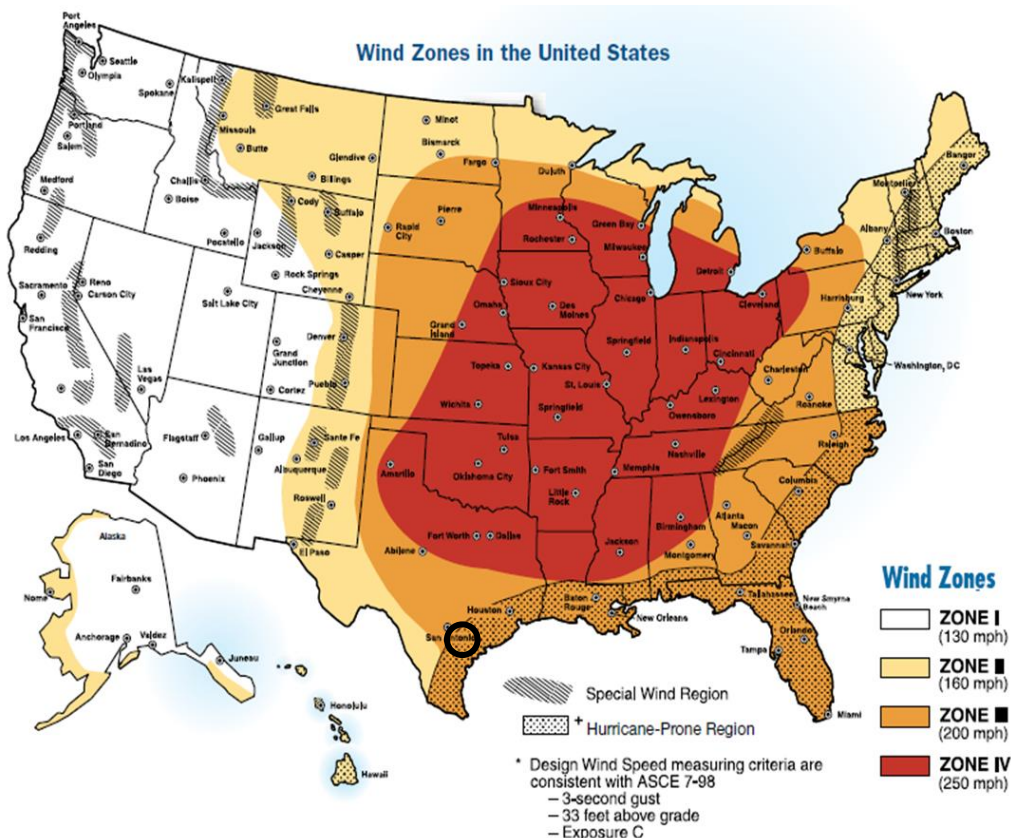 Wind Zones in the United States
Port
Angeles
Seattle
Olympia
Spokane
Kalispell
Great Falls
Missoula
Butte
Glendive
Billings
Minot
Bismarck
Fargo
Duluth
Portland
Salem
Medford
Challis
Boise
Pocatello
Cody
Buffalo
Jackson
Casper
Rock Springs
Cheyenne
Rapid
City
Pierre
Minneapolis
Rochester
Green Bay
Milwaukee
Bangor
Montpelier
Albany
Boston
Buffalo
Redding
Sacramento
Reno
Carson City
San
Francisco
Salt Lake City
Las
Vegas
Grand
Junction
Cortez
Denver
Pueblo
Grand
Island
Omaha
Sioux City
Des
Moines
Chicago
Detroit
Cleveland
Harrisburg
New York
Washington, DC
Springfield
Indianapolis
Cincinnati
Charleston
Roanoke
Topeka
Kansas City
St. Louis
Lexington
Owensboro
Wichita
Springfield
Raleigh
Los Angeles
San
Bernadino
San
Diego
Flagstaff
Phoenix
Gallup
Sante Fe
Albuquerque
Roswell
El Paso
Amarillo
Tulsa
Oklahoma City
Fort Smith
Little
Rock
Memphis
Nashville
Columbia
Atlanta
Macon
Birmingham
Montgomery
Savannah
Jackson
Fort Worth
Dallas
Abilene
Houston
San Antonio
Baton
Rouge
New Orleans
Tallahassee
New Smyrna
Beach
Orlando
Tampa
Miami
Alaska
Fairbanks
Nome
Anchorage
Valdez
Juneau
Honolulu
Hawaii
Special Wind Region
+ Hurricane-Prone Region
* Design Wind Speed measuring criteria are
consistent with ASCE 7-98
– 3-second gust
– 33 feet above grade
– Exposure C
Wind Zones
ZONE I
(130 mph)
ZONE
(160 mph)
ZONE
(200 mph)
ZONE IV
(250 mph)